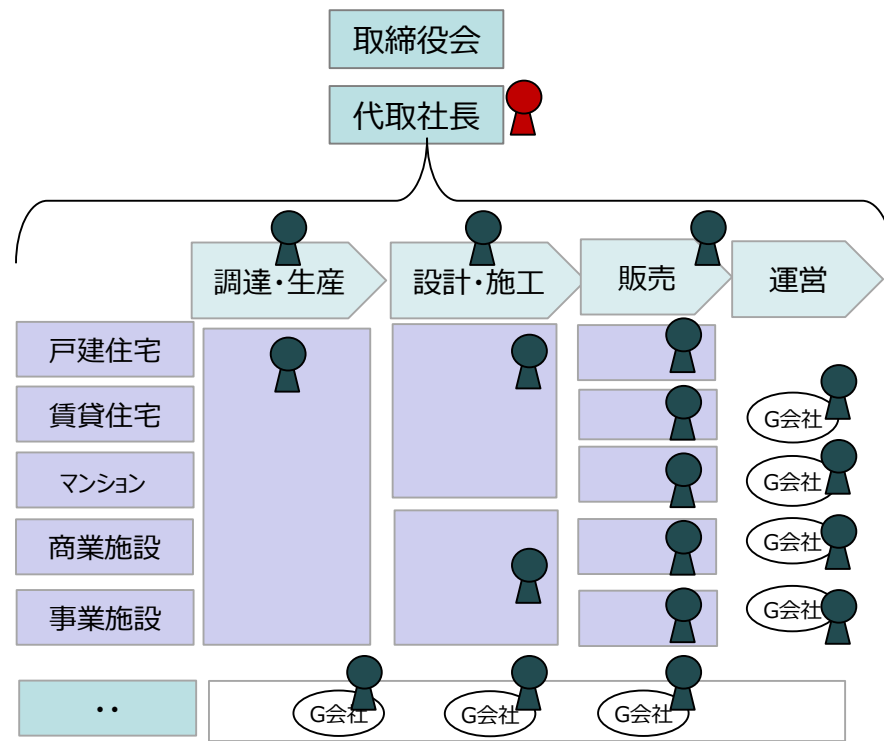 取締役会
代取社長
調達・生産
設計・施工
販売
運営
戸建住宅
賃貸住宅
G会社
マンション
G会社
商業施設
G会社
事業施設
G会社
・・
G会社
G会社
G会社